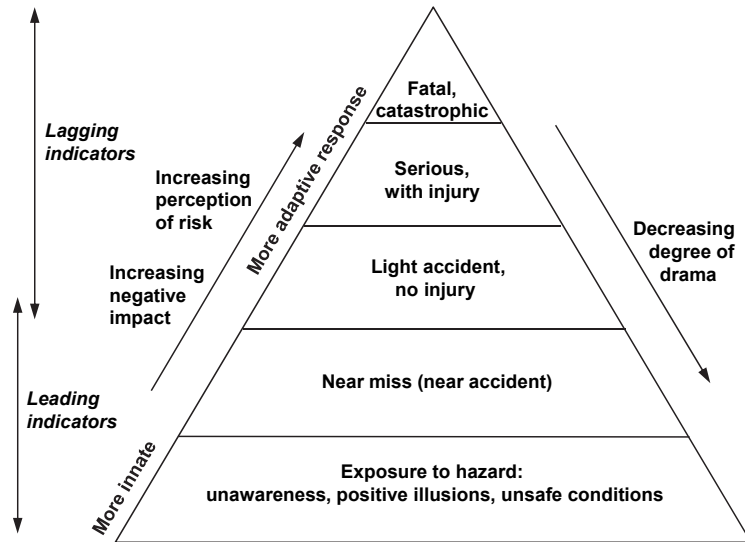 Fatal,
catastrophic
Serious,
with injury
Light accident,
no injury
Near miss (near accident)
Exposure to hazard:
unawareness, positive illusions, unsafe conditions
Lagging
indicators
Leading
indicators
Increasing
perception
of risk
Increasing
negative
impact
More adaptive response
More innate
Decreasing
degree of
drama